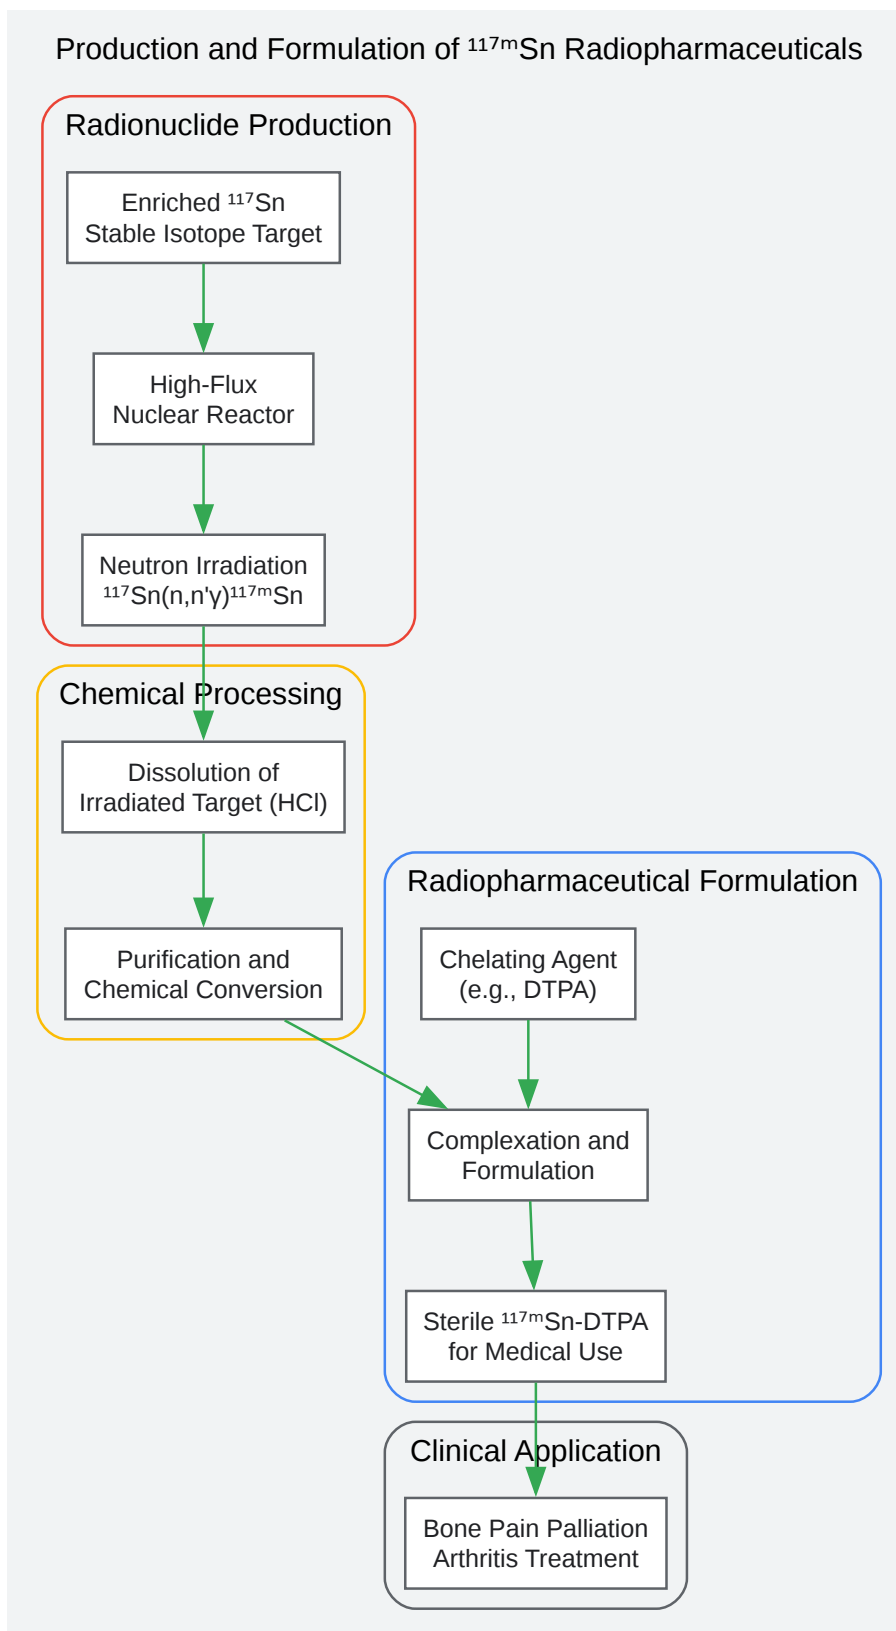 Production and Formulation of ¹¹⁷ᵐSn Radiopharmaceuticals
Radionuclide Production
Enriched ¹¹⁷Sn
Stable Isotope Target
High-Flux
Nuclear Reactor
Neutron Irradiation
¹¹⁷Sn(n,n'γ)¹¹⁷ᵐSn
Chemical Processing
Dissolution of
Irradiated Target (HCl)
Purification and
Chemical Conversion
Radiopharmaceutical Formulation
Chelating Agent
(e.g., DTPA)
Complexation and
Formulation
Sterile ¹¹⁷ᵐSn-DTPA
for Medical Use
Clinical Application
Bone Pain Palliation
Arthritis Treatment